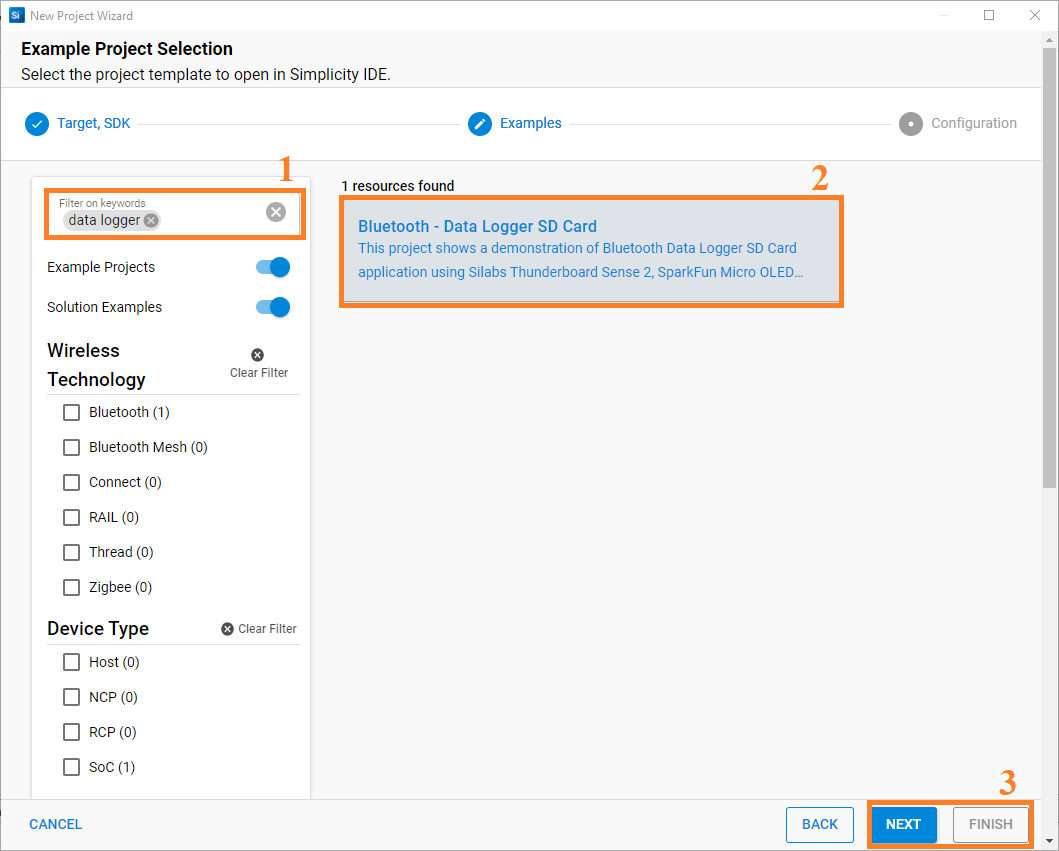 Si New Project Wizard
Example Project Selection
Select the project template to open in Simplicity IDE.
Target, SDK
Examples
Configuration
1
Filter on keywords
data logger
Example Projects
Solution Examples
Wireless
Technology
Clear Filter
Bluetooth (1)
Bluetooth Mesh (0)
Connect (0)
RAIL (0)
Thread (0)
Zigbee (0)
Device Type
Clear Filter
Host (0)
NCP (0)
RCP (0)
SoC (1)
1 resources found
2
Bluetooth - Data Logger SD Card
This project shows a demonstration of Bluetooth Data Logger SD Card
application using Silabs Thunderboard Sense 2, SparkFun Micro OLED...
3
CANCEL
BACK
NEXT
FINISH